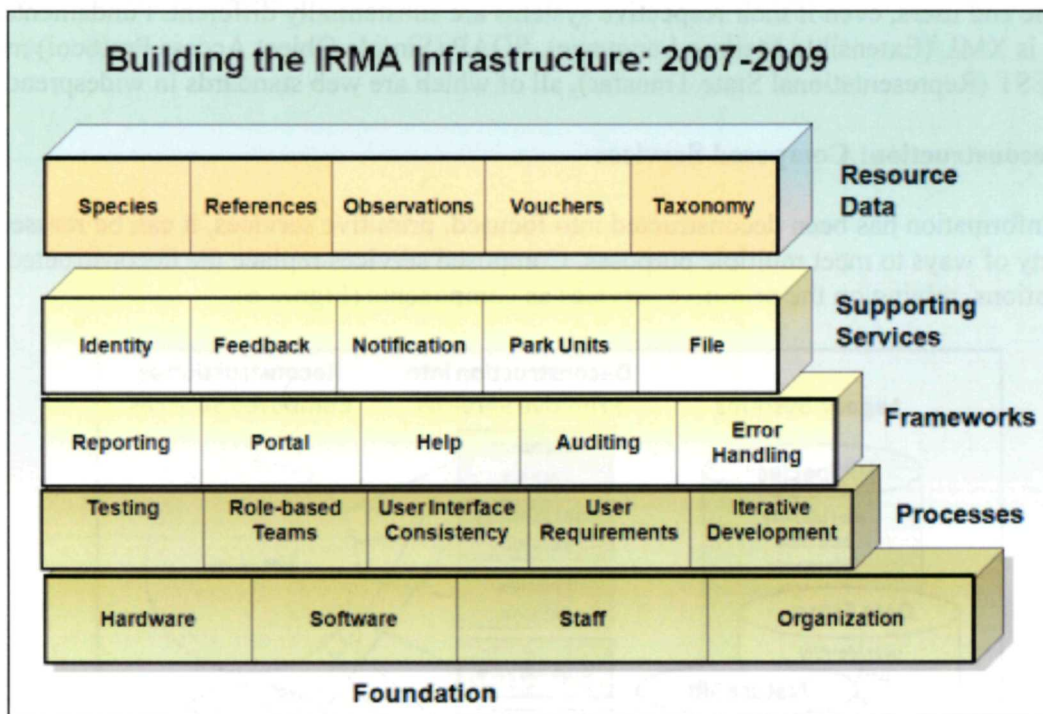 Building the IRMA Infrastructure: 2007-2009
Species References Observations Vouchers Taxonomy
Resource
Data
Identity Feedback Notification Park Units File
Supporting
Services
Reporting Portal Help Auditing Error
Handling
Frameworks
Testing Role-based
Teams User Interface
Consistency User
Requirements Iterative
Development
Processes
Hardware Software Staff Organization
Foundation